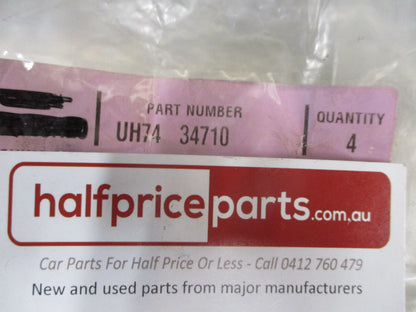 PART NUMBER
QUANTITY
UH74 34710
4
halfpriceparts.com.au
Car Parts For Half Price Or Less - Call 0412 760 479
New and used parts from major manufacturers